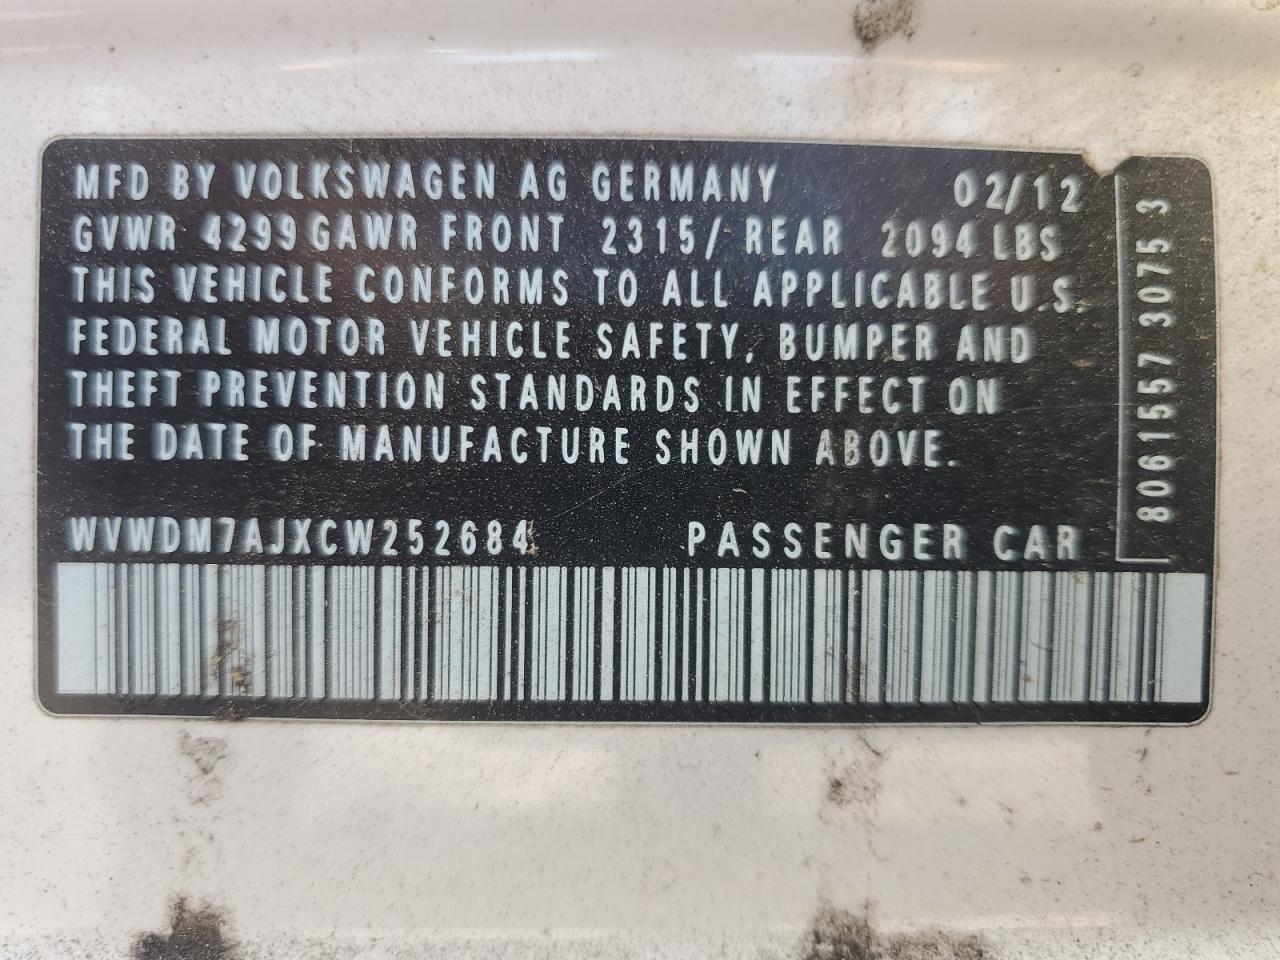 MFD BY VOLKSWAGEN AG GERMANY 02/12
GVWR 4299 GAWR FRONT 2315/ REAR 2094 LBS
THIS VEHICLE CONFORMS TO ALL APPLICABLE U.S.
FEDERAL MOTOR VEHICLE SAFETY, BUMPER AND
THEFT PREVENTION STANDARDS IN EFFECT ON
THE DATE OF MANUFACTURE SHOWN ABOVE.
WVWDM7AJXCW252684 PASSENGER CAR
8061557 3075 3